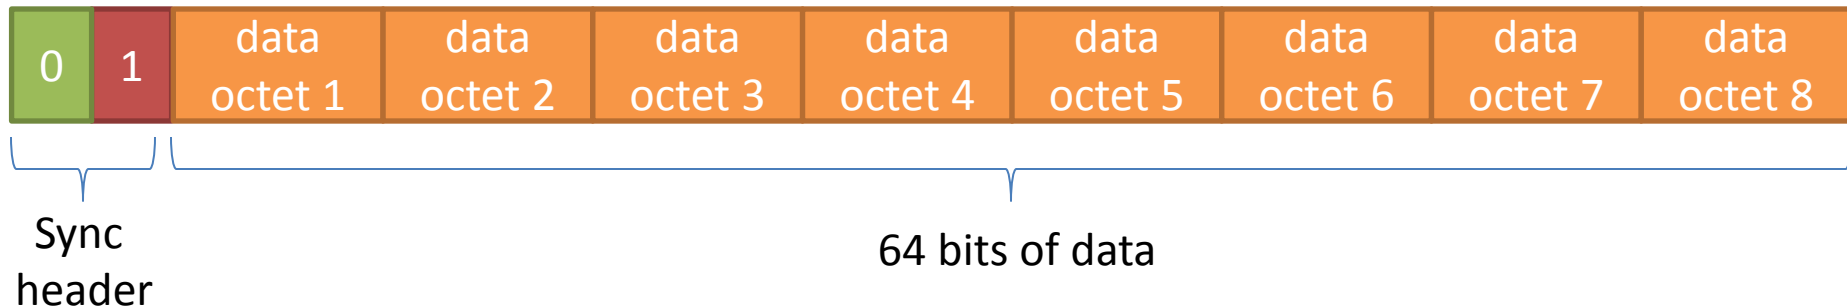 0 1
data octet 1
data octet 2
data octet 3
data octet 4
data octet 5
data octet 6
data octet 7
data octet 8
Sync
header
64 bits of data